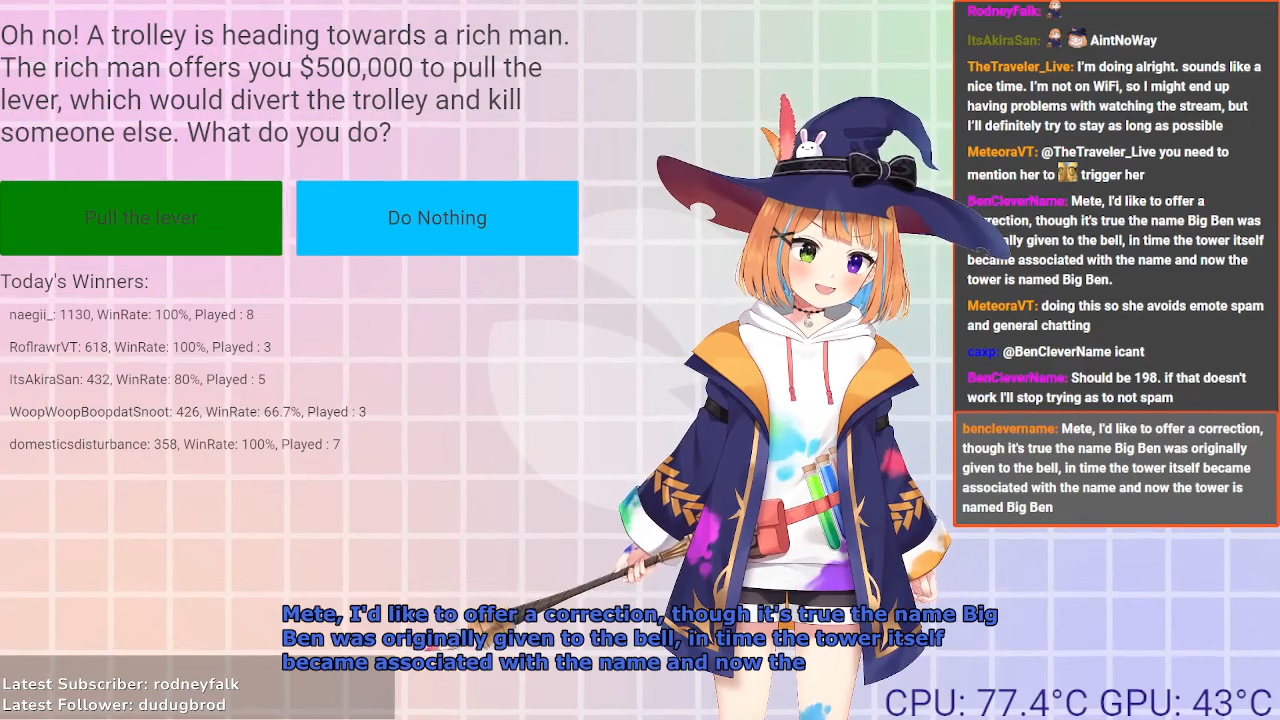 Oh no! A trolley is heading towards a rich man.
The rich man offers you $500,000 to pull the
lever, which would divert the trolley and kill
someone else. What do you do?
Pull the lever
Do Nothing
Today's Winners:
naegii_: 1130, WinRate: 100%, Played : 8
RoflrawrVT: 618, WinRate: 100%, Played : 3
ItsAkiraSan: 432, WinRate: 80%, Played : 5
WoopWoopBoopdatSnoot: 426, WinRate: 66.7%, Played : 3
domesticsdisturbance: 358, WinRate: 100%, Played : 7
RodneyFalk:
ItsAkiraSan: AintNoWay
TheTraveler_Live: I'm doing alright. sounds like a
nice time. I'm not on WiFi, so I might end up
having problems with watching the stream, but
I'll definitely try to stay as long as possible
MeteoraVT: @TheTraveler_Live you need to
mention her to trigger her
BenCleverName: Mete, I'd like to offer a
correction, though it's true the name Big Ben was
originally given to the bell, in time the tower itself
became associated with the name and now the
tower is named Big Ben.
MeteoraVT: doing this so she avoids emote spam
and general chatting
caxp: @BenCleverName icant
BenCleverName: Should be 198. if that doesn't
work I'll stop trying as to not spam
benclevername: Mete, I'd like to offer a correction,
though it's true the name Big Ben was originally
given to the bell, in time the tower itself became
associated with the name and now the tower is
named Big Ben
Mete, I'd like to offer a correction, though it's true the name Big
Ben was originally given to the bell, in time the tower itself
became associated with the name and now the
Latest Subscriber: rodneyfalk
Latest Follower: dudugbrod
CPU: 77.4°C GPU: 43°C